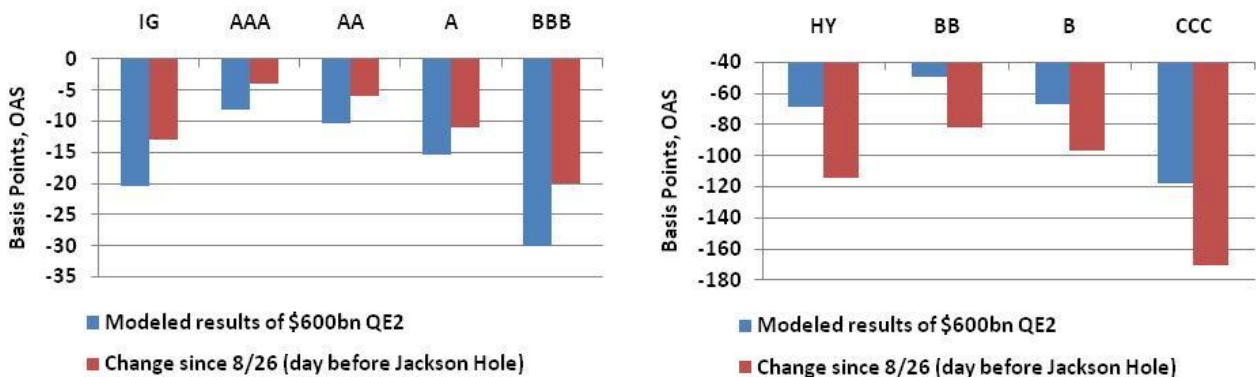 IG AAA AA A BBB
Basis Points, OAS
0
-5
-10
-15
-20
-25
-30
-35
Modeled results of $600bn QE2
Change since 8/26 (day before Jackson Hole)
HY BB B CCC
Basis Points, OAS
-40
-60
-80
-100
-120
-140
-160
-180
Modeled results of $600bn QE2
Change since 8/26 (day before Jackson Hole)